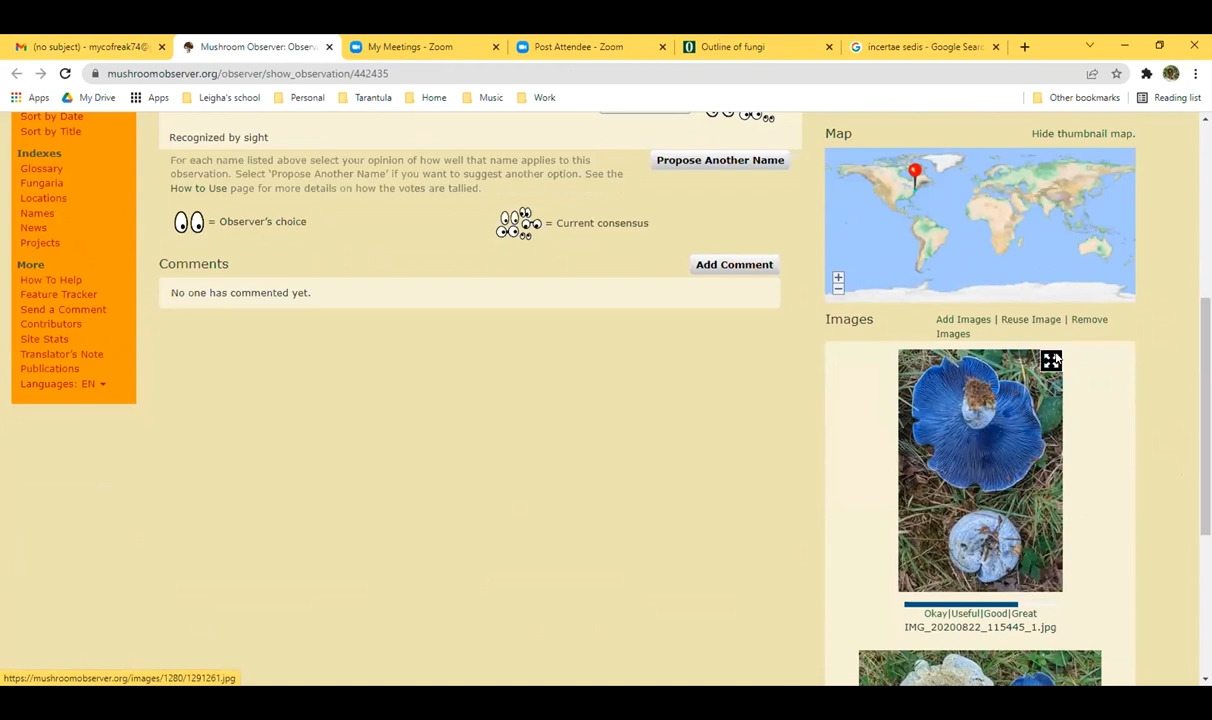 (no subject) - mycofreak74@
Mushroom Observer: Observ
My Meetings - Zoom
Post Attendee - Zoom
Outline of fungi
incertae sedis - Google Sear
mushroomobserver.org/observer/show_observation/442435
Apps
My Drive
Apps
Leigha's school
Personal
Tarantula
Home
Music
Work
Other bookmarks
Reading list
Sort by Date
Sort by Title
Indexes
Glossary
Fungaria
Locations
Names
News
Projects
More
How To Help
Feature Tracker
Send a Comment
Contributors
Site Stats
Translator's Note
Publications
Languages: EN
Recognized by sight
For each name listed above select your opinion of how well that name applies to this
observation. Select 'Propose Another Name' if you want to suggest another option. See the
How to Use page for more details on how the votes are tallied.
Propose Another Name
= Observer's choice
= Current consensus
Comments
Add Comment
No one has commented yet.
Map
Hide thumbnail map.
+
−
Images
Add Images | Reuse Image | Remove
Images
Okay|Useful|Good|Great
IMG_20200822_115445_1.jpg
https://mushroomobserver.org/images/1280/1291261.jpg